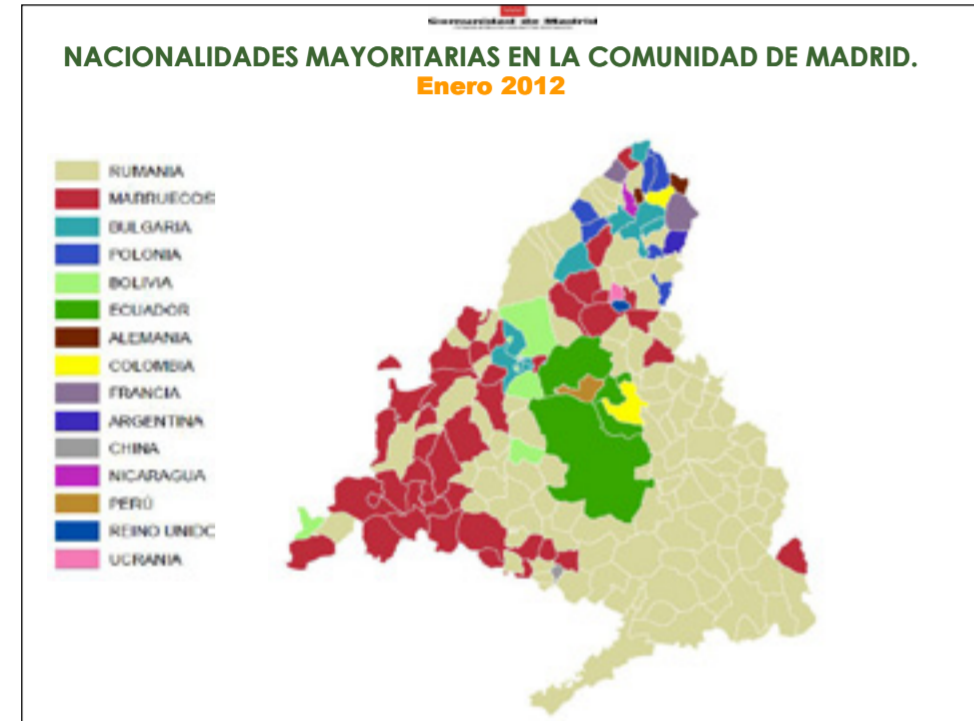 Comunidad de Madrid
NACIONALIDADES MAYORITARIAS EN LA COMUNIDAD DE MADRID.
Enero 2012
RUMANIA
MARRUECOS
BULGARIA
POLONIA
BOLIVIA
ECUADOR
ALEMANIA
COLOMBIA
FRANCIA
ARGENTINA
CHINA
NICARAGUA
PERÚ
REINO UNIDO
UCRANIA